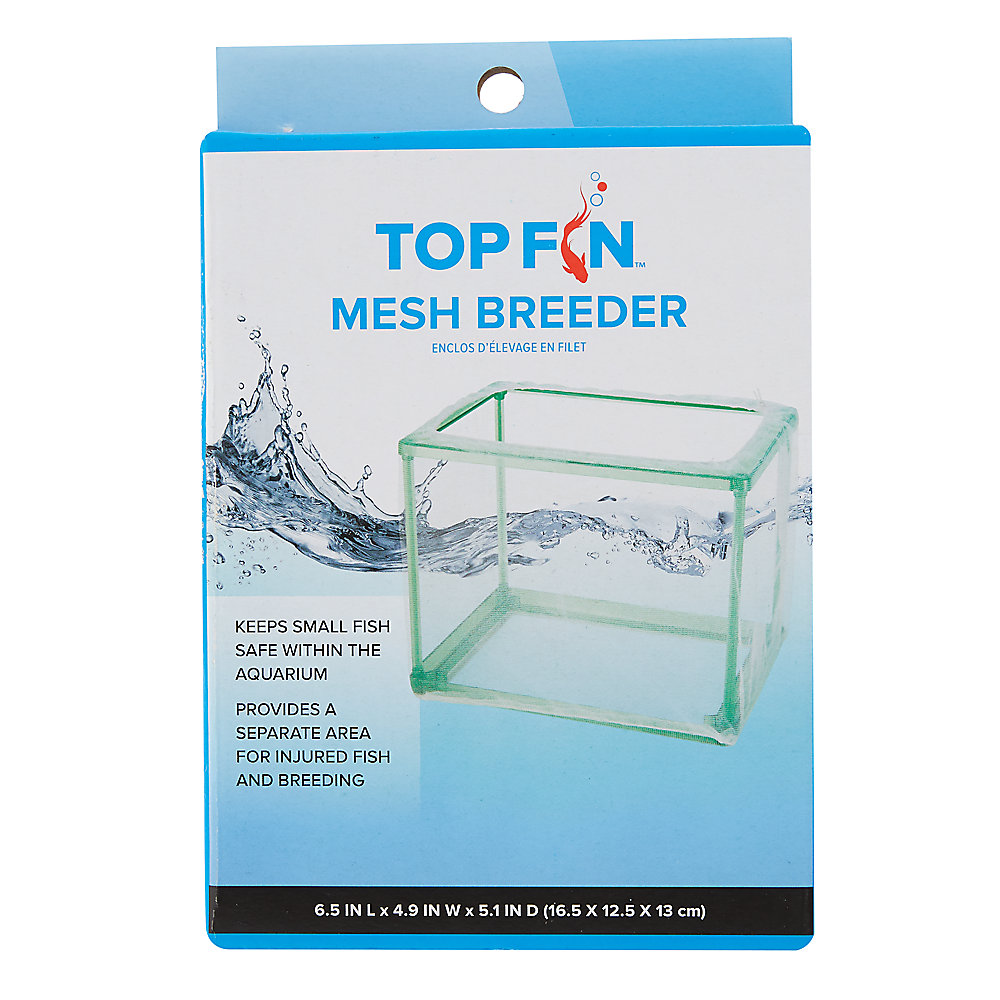 TOP FIN™
MESH BREEDER
ENCLOS D'ÉLEVAGE EN FILET
KEEPS SMALL FISH
SAFE WITHIN THE
AQUARIUM
PROVIDES A
SEPARATE AREA
FOR INJURED FISH
AND BREEDING
6.5 IN L x 4.9 IN W x 5.1 IN D (16.5 X 12.5 X 13 cm)